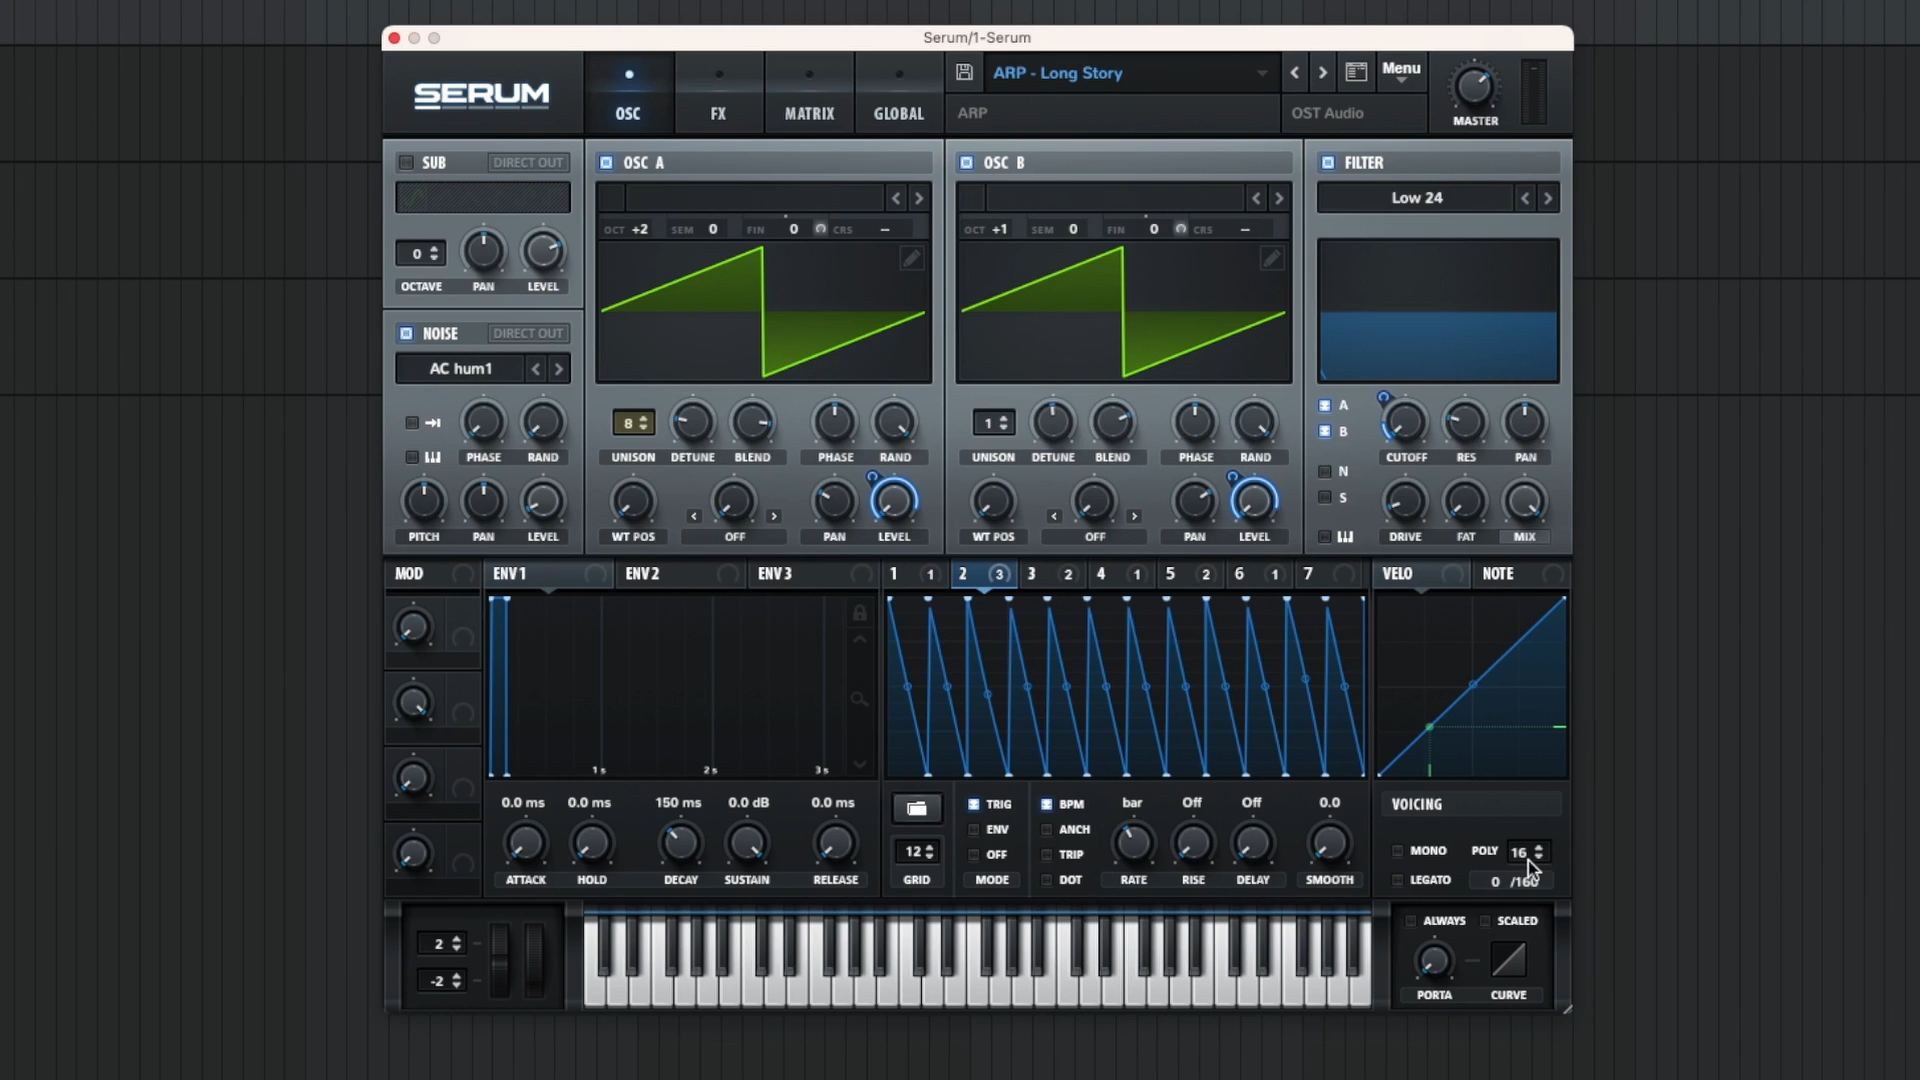 Serum/1-Serum
SERUM
OSC
FX
MATRIX
GLOBAL
ARP - Long Story
Menu
ARP
OST Audio
MASTER
SUB
DIRECT OUT
0
OCTAVE
PAN
LEVEL
NOISE
DIRECT OUT
AC hum1
PHASE
RAND
PITCH
PAN
LEVEL
OSC A
OCT +2
SEM 0
FIN 0
CRS --
8
UNISON
DETUNE
BLEND
PHASE
RAND
WT POS
OFF
PAN
LEVEL
OSC B
OCT +1
SEM 0
FIN 0
CRS --
1
UNISON
DETUNE
BLEND
PHASE
RAND
WT POS
OFF
PAN
LEVEL
FILTER
Low 24
A
B
N
S
CUTOFF
RES
PAN
DRIVE
FAT
MIX
MOD
ENV 1
ENV 2
ENV 3
1 1
2 3
3 2
4 1
5 2
6 1
7
VELO
NOTE
1 s
2 s
3 s
0.0 ms
0.0 ms
150 ms
0.0 dB
0.0 ms
ATTACK
HOLD
DECAY
SUSTAIN
RELEASE
12
GRID
TRIG
ENV
OFF
MODE
BPM
ANCH
TRIP
DOT
bar
Off
Off
0.0
RATE
RISE
DELAY
SMOOTH
VOICING
MONO
POLY 16
LEGATO
0 /160
2
-2
ALWAYS
SCALED
PORTA
CURVE